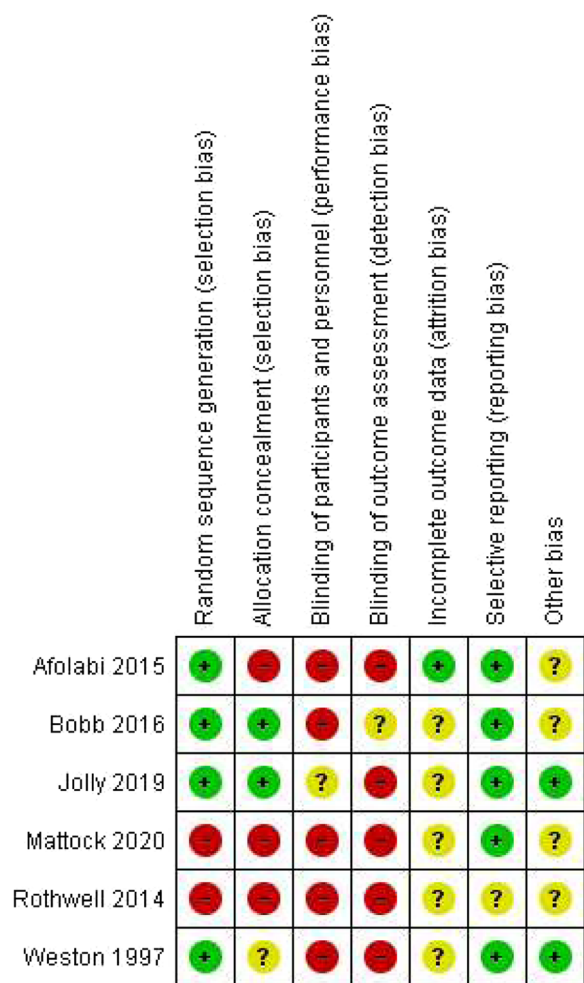 Random sequence generation (selection bias)
Allocation concealment (selection bias)
Blinding of participants and personnel (performance bias)
Blinding of outcome assessment (detection bias)
Incomplete outcome data (attrition bias)
Selective reporting (reporting bias)
Other bias
Afolabi 2015 + - - - + + ?
Bobb 2016 + + - ? ? + ?
Jolly 2019 + + ? - ? + +
Mattock 2020 - - - - ? + ?
Rothwell 2014 - - - - ? ? ?
Weston 1997 + ? - - ? + +